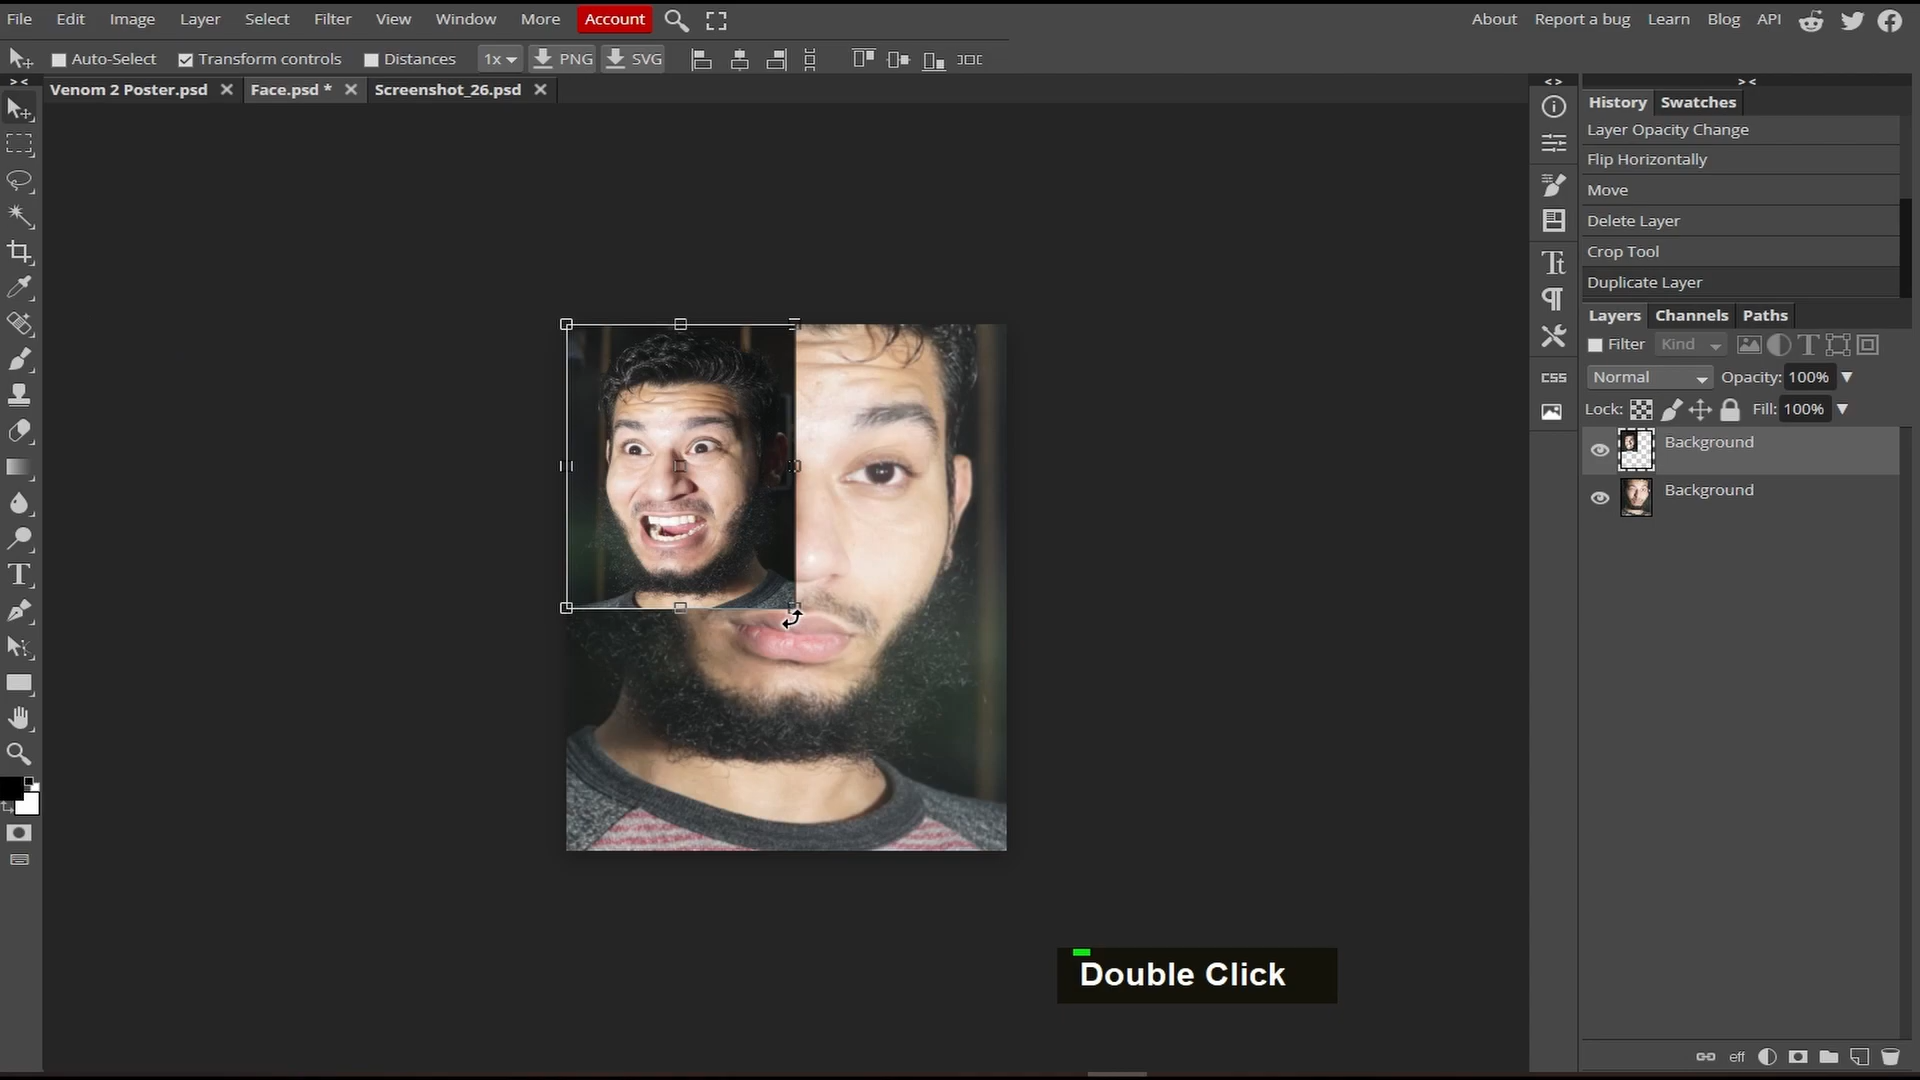 File Edit Image Layer Select Filter View Window More Account About Report a bug Learn Blog API
Auto-Select Transform controls Distances 1x PNG SVG
Venom 2 Poster.psd Face.psd * Screenshot_26.psd
History Swatches
Layer Opacity Change
Flip Horizontally
Move
Delete Layer
Crop Tool
Duplicate Layer
Layers Channels Paths
Filter Kind
Normal Opacity: 100%
CSS
Lock: Fill: 100%
Background
Background
Double Click
eff